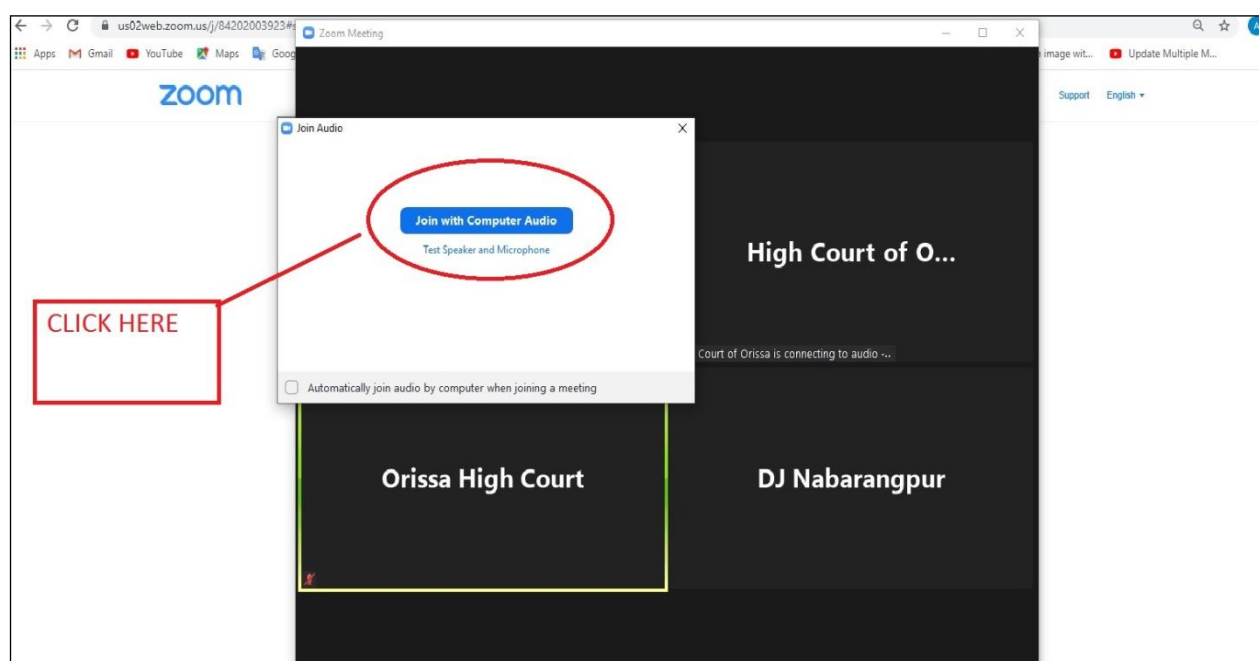 us02web.zoom.us/j/84202003923#s
Zoom Meeting
Apps Gmail YouTube Maps Goog
image wit... Update Multiple M...
zoom
Support English
Join Audio
Join with Computer Audio
Test Speaker and Microphone
High Court of O...
CLICK HERE
Court of Orissa is connecting to audio -...
Automatically join audio by computer when joining a meeting
Orissa High Court
DJ Nabarangpur